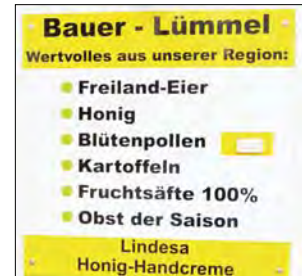 Bauer - Lümmel
Wertvolles aus unserer Region:
Freiland-Eier
Honig
Blütenpollen
Kartoffeln
Fruchtsäfte 100%
Obst der Saison
Lindesa
Honig-Handcreme